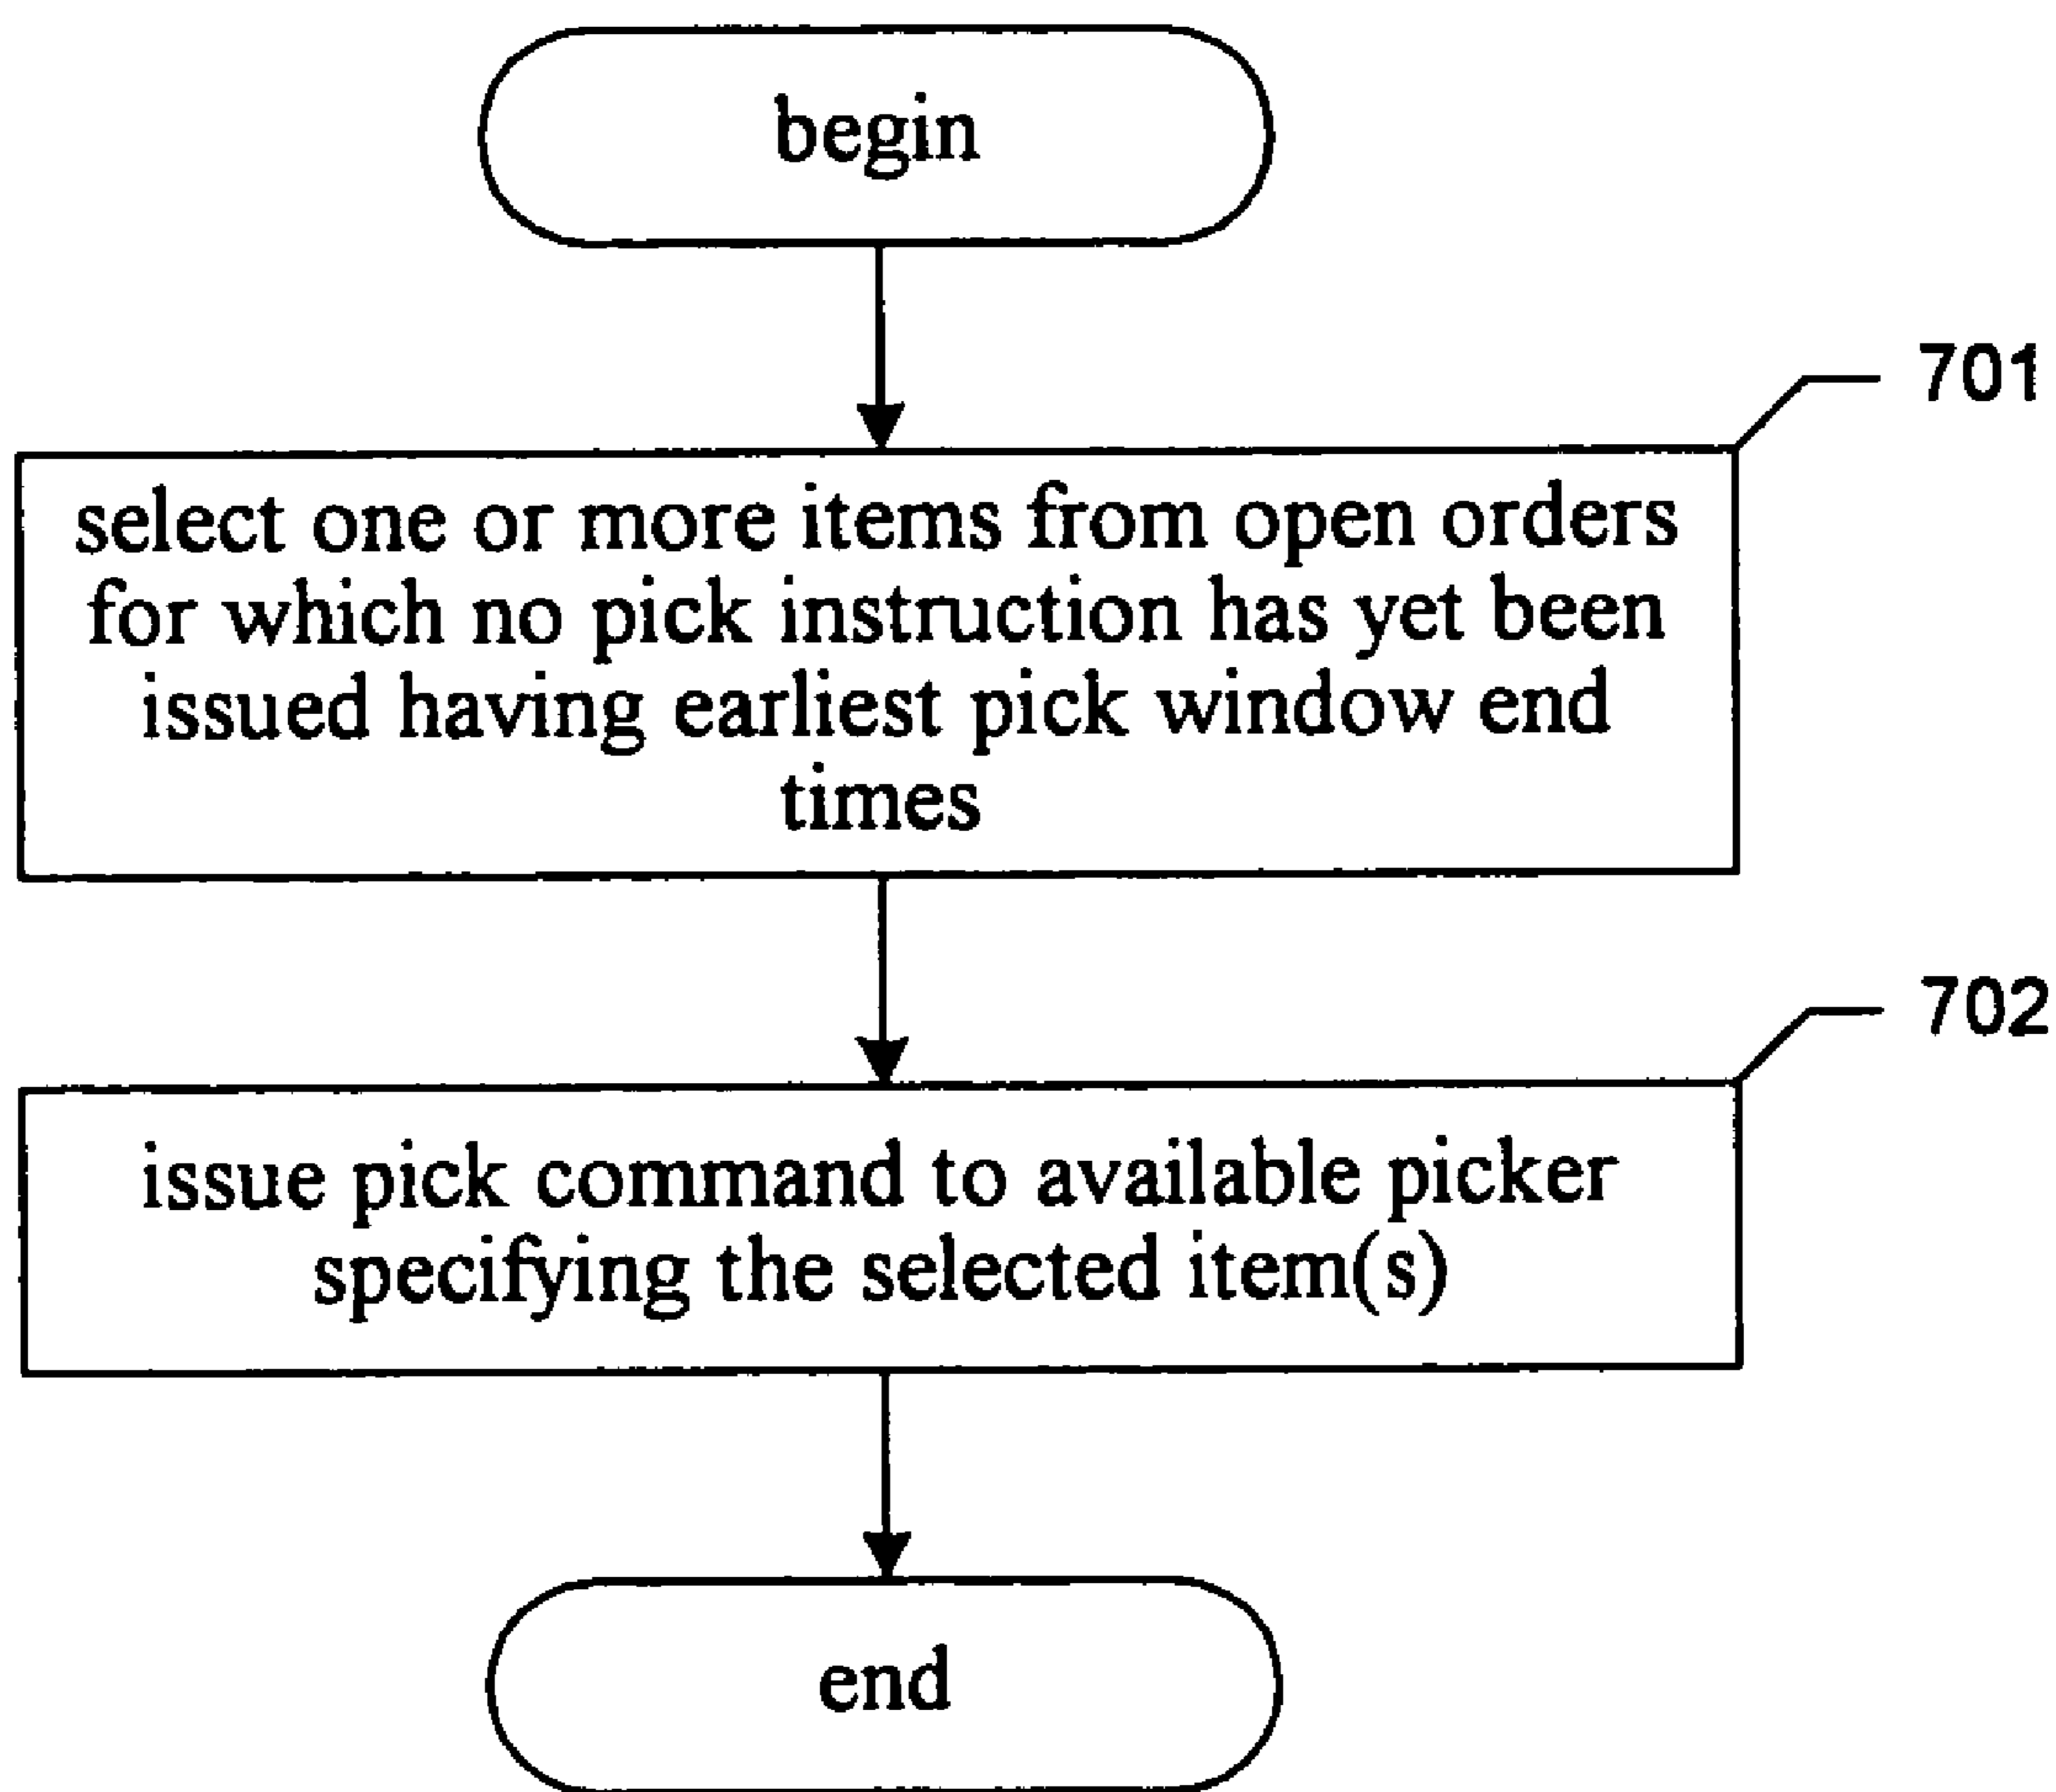 begin
701
select one or more items from open orders
for which no pick instruction has yet been
issued having earliest pick window end
times
702
issue pick command to available picker
specifying the selected item(s)
end